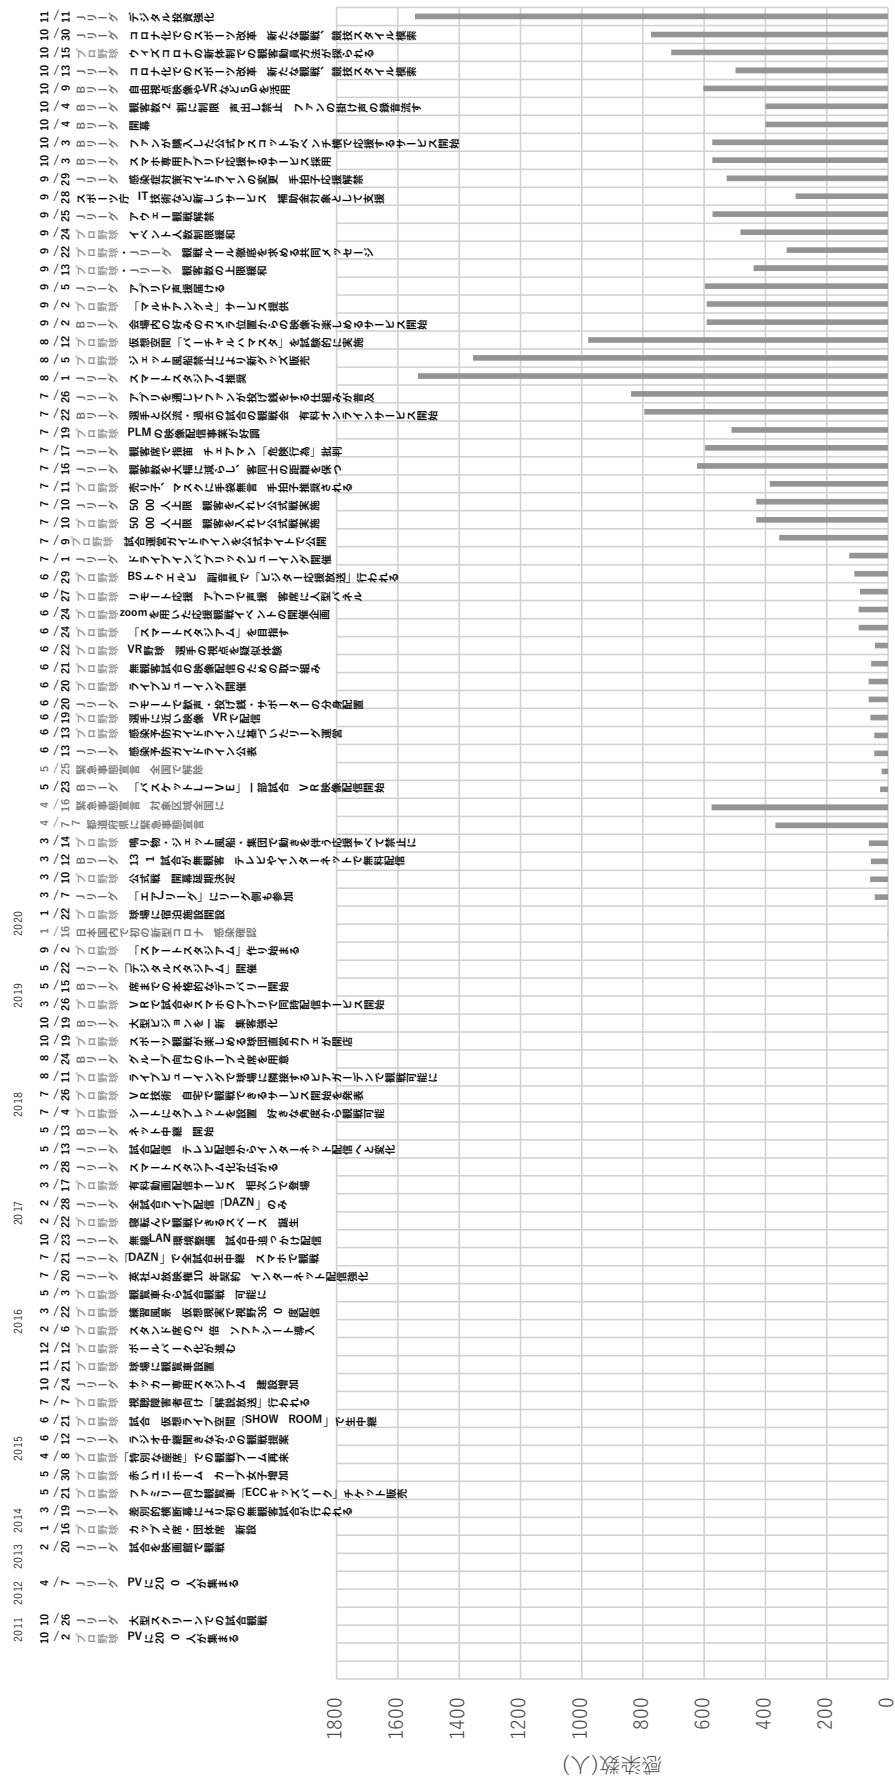 11/11 Jリーグ デジタル投資強化
10/30 Jリーグ コロナ化でのスポーツ改革 新たな観戦、競技スタイル模索
10/15 プロ野球 ウィズコロナの新体制での観客動員方法が探られる
10/13 Jリーグ コロナ化でのスポーツ改革 新たな観戦、競技スタイル模索
10/9 Bリーグ 自由視点映像やVRなど5Gを活用
10/4 Bリーグ 観客数2割に制限 声出し禁止 ファンの掛け声の録音流す
10/4 Bリーグ 開幕
10/3 Bリーグ ファンが購入した公式マスコットがベンチ横で応援するサービス開始
10/3 Bリーグ スマホ専用アプリで応援するサービス採用
9/29 Jリーグ 感染症対策ガイドラインの変更 手拍子応援解禁
9/28 スポーツ庁 IT技術など新しいサービス 補助金対象として支援
9/25 Jリーグ アウェー観戦解禁
9/24 プロ野球 イベント人数制限緩和
9/22 プロ野球・Jリーグ 観戦ルール徹底を求める共同メッセージ
9/13 プロ野球・Jリーグ 観客数の上限緩和
9/5 Jリーグ アプリで声援届ける
9/2 プロ野球 「マルチアングル」サービス提供
9/2 Bリーグ 会場内の好みのカメラ位置からの映像が楽しめるサービス開始
8/12 プロ野球 仮想空間「バーチャルハマスタ」を試験的に実施
8/5 プロ野球 ジェット風船禁止により新グッズ販売
8/1 Jリーグ スマートスタジアム推奨
7/26 Jリーグ アプリを通じてファンが投げ銭をする仕組みが普及
7/22 Bリーグ 選手と交流・過去の試合の観戦会 有料オンラインサービス開始
7/19 プロ野球 PLMの映像配信事業が好調
7/17 Jリーグ 観客席で指笛 チェアマン「危険行為」批判
7/16 Jリーグ 観客数を大幅に減らし、客同士の距離を保つ
7/11 プロ野球 売り子、マスクに手袋無言 手拍子推奨される
7/10 Jリーグ 5000人上限 観客を入れて公式戦実施
7/10 プロ野球 5000人上限 観客を入れて公式戦実施
7/9 プロ野球 試合運営ガイドラインを公式サイトで公開
7/1 Jリーグ ドライブインパブリックビューイング開催
6/29 プロ野球 BSトゥエルビ 副音声で「ビジター応援放送」行われる
6/27 プロ野球 リモート応援 アプリで声援 客席に人型パネル
6/24 プロ野球 zoomを用いた応援観戦イベントの開催企画
6/24 プロ野球 「スマートスタジアム」を目指す
6/22 プロ野球 VR野球 選手の視点を疑似体験
6/21 プロ野球 無観客試合の映像配信のための取り組み
6/20 プロ野球 ライブビューイング開催
6/20 Jリーグ リモートで歓声・投げ銭・サポーターの分身配置
6/19 プロ野球 選手に近い映像 VRで配信
6/13 プロ野球 感染予防ガイドラインに基づいたリーグ運営
6/13 Jリーグ 感染予防ガイドライン公表
5/25 緊急事態宣言 全国で解除
5/23 Bリーグ 「バスケットLIVE」一部試合 VR映像配信開始
4/16 緊急事態宣言 対象区域全国に
4/7 7都道府県に緊急事態宣言
3/14 プロ野球 鳴り物・ジェット風船・集団で動きを伴う応援すべて禁止に
3/12 Bリーグ 131試合が無観客 テレビやインターネットで無料配信
3/10 プロ野球 公式戦 開幕延期決定
3/7 Jリーグ 「エアJリーグ」にリーグ側も参加
2020 1/22 プロ野球 球場に宿泊施設開設
1/16 日本国内で初の新型コロナ 感染確認
9/2 プロ野球 「スマートスタジアム」作り始まる
5/22 Jリーグ 「デジタルスタジアム」開催
5/15 Bリーグ 席までの本格的なデリバリー開始
2019 3/26 プロ野球 VRで試合をスマホのアプリで同時配信サービス開始
10/19 Bリーグ 大型ビジョンを一新 集客強化
10/19 プロ野球 スポーツ観戦が楽しめる球団直営カフェが開店
8/24 Bリーグ グループ向けのテーブル席を用意
8/11 プロ野球 ライブビューイングで球場に隣接するビアガーデンで観戦可能に
7/26 プロ野球 VR技術 自宅で観戦できるサービス開始を発表
2018 7/4 プロ野球 シートにタブレットを設置 好きな角度から観戦可能
5/13 Bリーグ ネット中継 開始
5/13 Jリーグ 試合配信 テレビ配信からインターネット配信へと変化
3/28 Jリーグ スマートスタジアム化が広がる
3/17 プロ野球 有料動画配信サービス 相次いで登場
2/28 Jリーグ 全試合ライブ配信「DAZN」のみ
2017 2/22 プロ野球 寝転んで観戦できるスペース 誕生
10/23 Jリーグ 無線LAN環境整備 試合中追っかけ配信
7/21 Jリーグ 「DAZN」で全試合生中継 スマホで観戦
7/20 Jリーグ 英社と放映権10年契約 インターネット配信強化
5/3 プロ野球 観覧車から試合観戦 可能に
3/22 プロ野球 練習風景 仮想現実で視野360度配信
2016 2/6 プロ野球 スタンド席の2倍 ソファシート導入
12/12 プロ野球 ボールパーク化が進む
11/21 プロ野球 球場に観覧車設置
10/24 Jリーグ サッカー専用スタジアム 建設増加
7/7 プロ野球 視聴障害者向け「解説放送」行われる
6/21 プロ野球 試合 仮想ライブ空間「SHOW ROOM」で生中継
6/12 Jリーグ ラジオ中継聞きながらの観戦提案
2015 4/8 プロ野球 「特別な座席」での観戦ブーム再来
5/30 プロ野球 赤いユニホーム カープ女子増加
5/21 プロ野球 ファミリー向け観覧車「ECCキッズパーク」チケット販売
3/19 Jリーグ 差別的横断幕により初の無観客試合が行われる
2014 1/16 プロ野球 カップル席・団体席 新設
2013 2/20 Jリーグ 試合を映画館で観戦
2012 4/7 Jリーグ PVに200人が集まる
2011 10/26 Jリーグ 大型スクリーンでの試合観戦
10/2 プロ野球 PVに200人が集まる
1800 1600 1400 1200 1000 800 600 400 200 0
感染数(人)